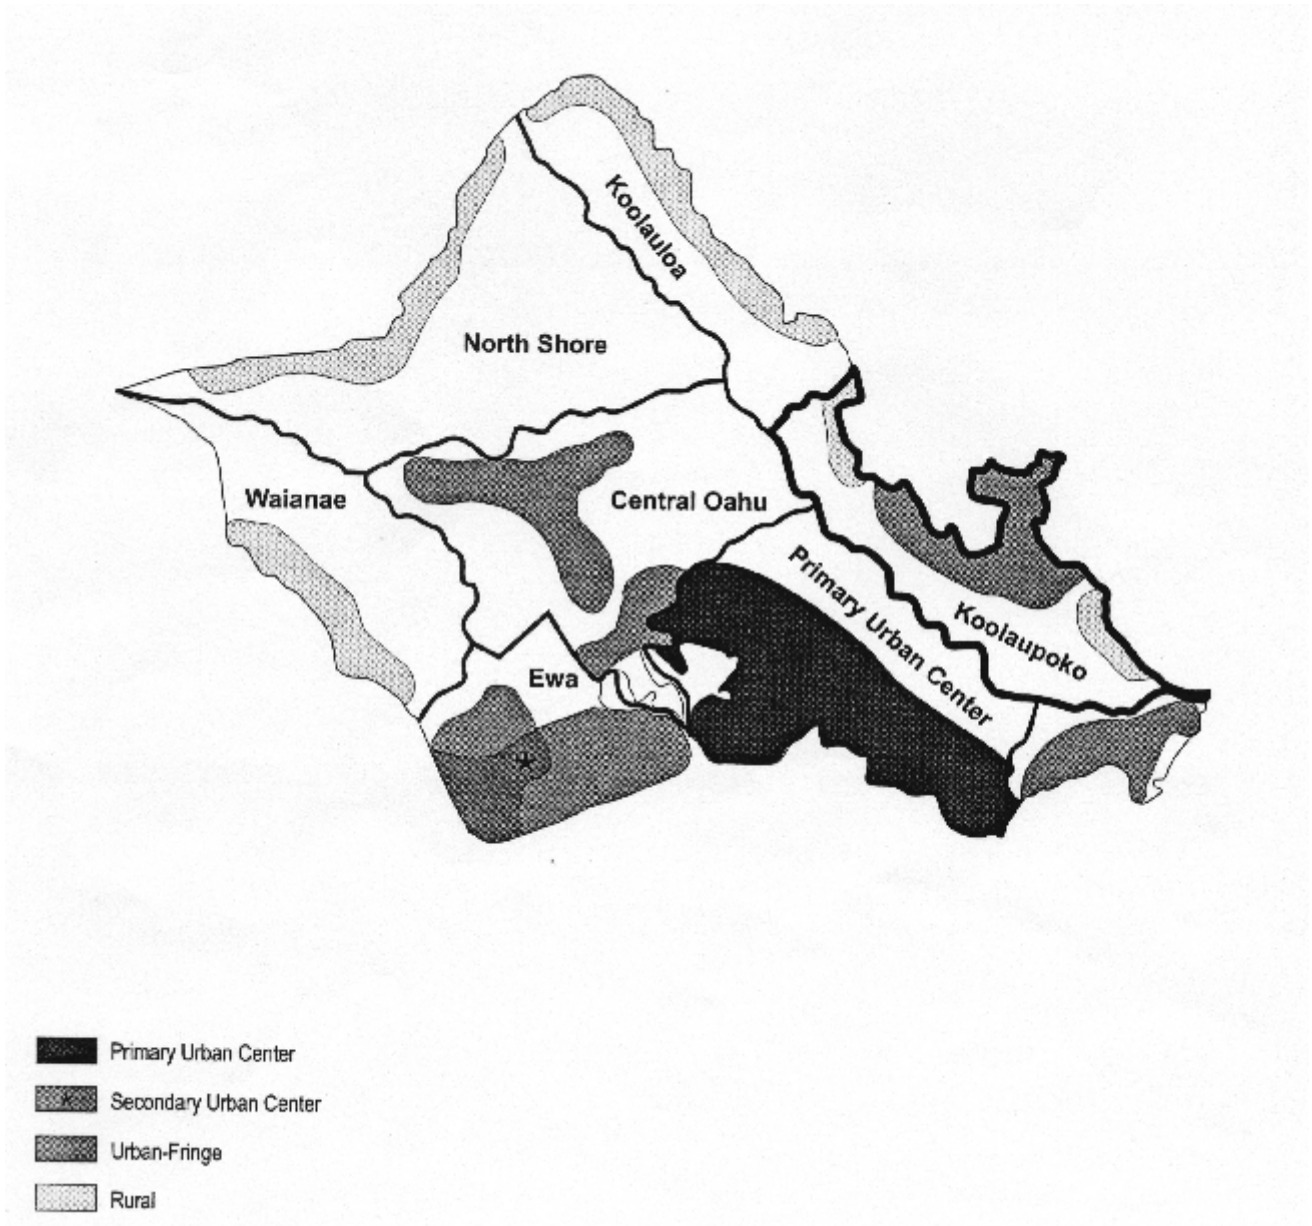 Koolauloa
North Shore
Waianae
Central Oahu
Primary Urban Center
Koolaupoko
Ewa
*
Primary Urban Center
* Secondary Urban Center
Urban-Fringe
Rural